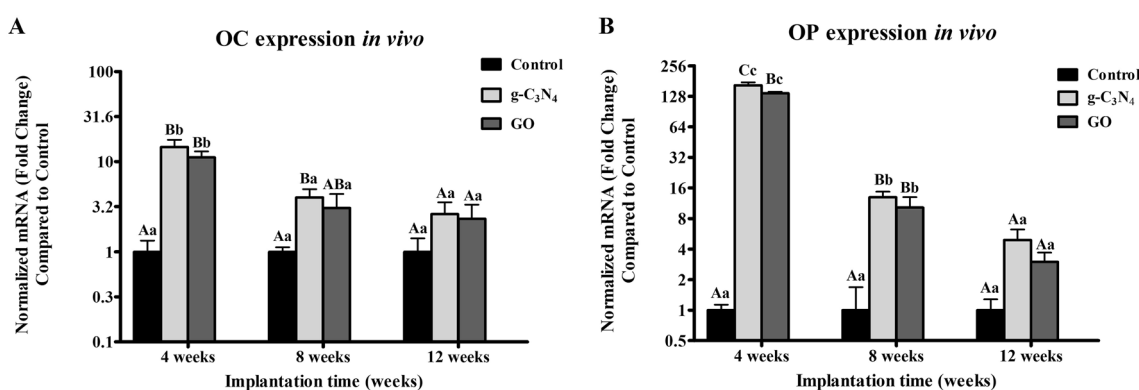 A
OC expression in vivo
Normalized mRNA (Fold Change)
Compared to Control
100
31.6
10
3.2
1
0.3
0.1
Control
g-C₃N₄
GO
Aa
Bb
Bb
Aa
Ba
ABa
Aa
Aa
Aa
4 weeks
8 weeks
12 weeks
Implantation time (weeks)
B
OP expression in vivo
Normalized mRNA (Fold Change)
Compared to Control
256
128
64
32
16
8
4
2
1
0.5
Control
g-C₃N₄
GO
Aa
Cc
Bc
Aa
Bb
Bb
Aa
Aa
Aa
4 weeks
8 weeks
12 weeks
Implantation time (weeks)